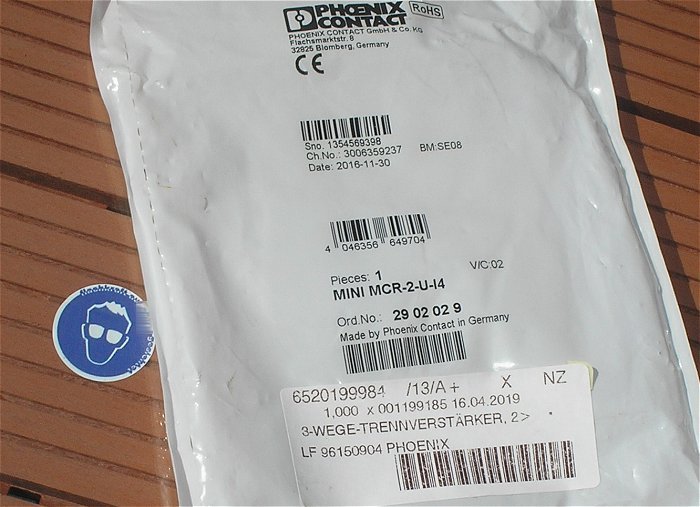 PHŒNIX
CONTACT
RoHS
PHOENIX CONTACT GmbH & Co. KG
Flachsmarktstr. 8
32825 Blomberg, Germany
CE
Sno. 1354569398
Ch.No.: 3006359237 BM:SE08
Date: 2016-11-30
4 046356 649704
V/C:02
Pieces: 1
MINI MCR-2-U-I4
Ord.No.: 29 02 02 9
Made by Phoenix Contact in Germany
6520199984 /13/A + X NZ
1,000 x 001199185 16.04.2019
3-WEGE-TRENNVERSTÄRKER, 2>
LF 96150904 PHOENIX